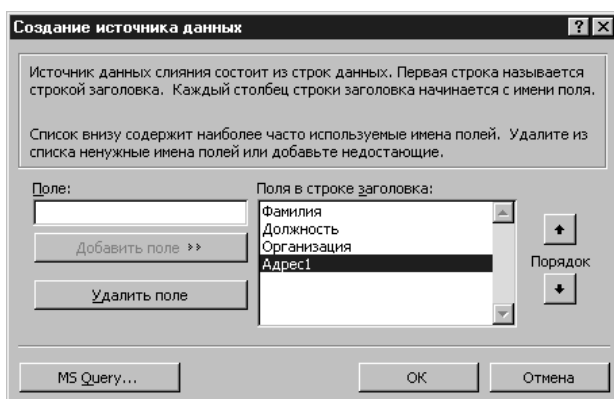 Создание источника данных
Источник данных слияния состоит из строк данных. Первая строка называется
строкой заголовка. Каждый столбец строки заголовка начинается с имени поля.
Список внизу содержит наиболее часто используемые имена полей. Удалите из
списка ненужные имена полей или добавьте недостающие.
Поле:
Добавить поле >>
Удалить поле
Поля в строке заголовка:
Фамилия
Должность
Организация
Адрес1
Порядок
MS Query...
OK
Отмена